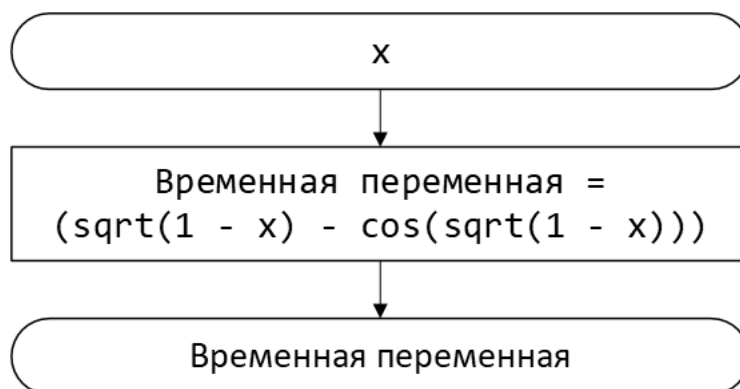 x
Временная переменная =
(sqrt(1 - x) - cos(sqrt(1 - x)))
Временная переменная